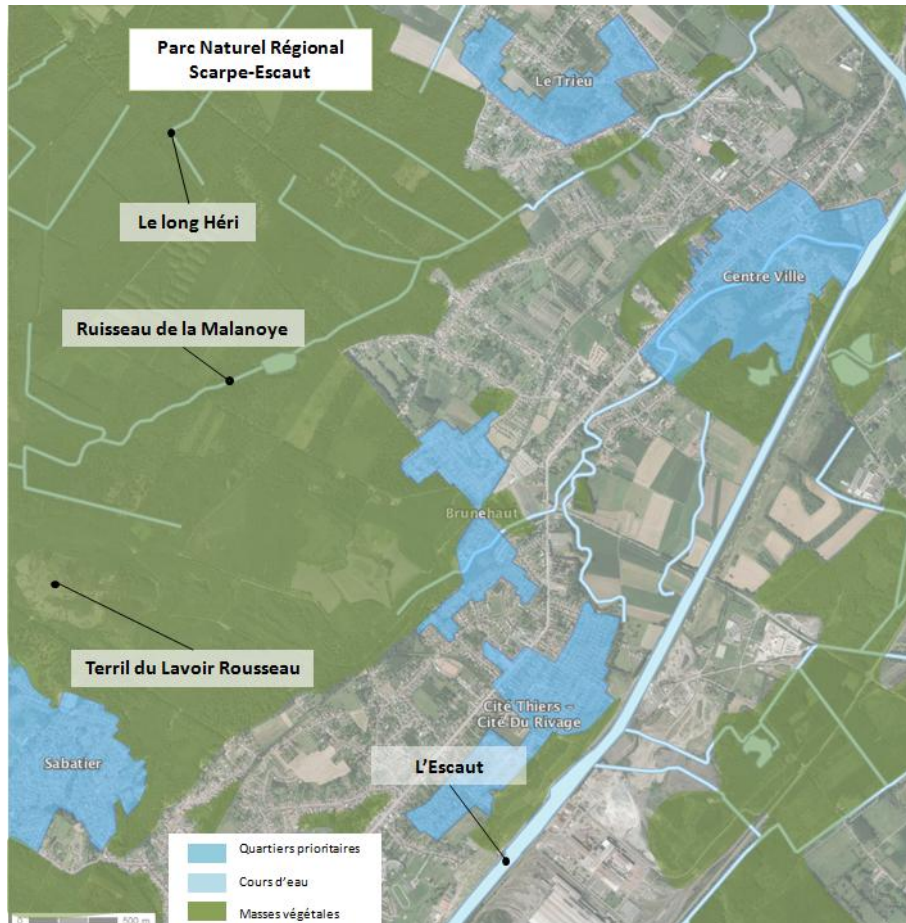 Parc Naturel Régional
Scarpe-Escaut
Le Trieu
Le long Héri
Centre Ville
Ruisseau de la Malanoye
Brunehaut
Terril du Lavoir Rousseau
Cité Thiers –
Cité Du Rivage
Sabatier
L'Escaut
Quartiers prioritaires
Cours d'eau
Masses végétales
0 500 m